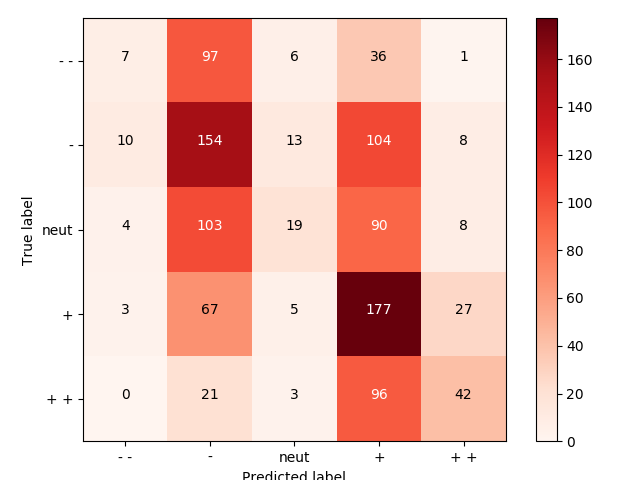 - - 7 97 6 36 1
- 10 154 13 104 8
neut 4 103 19 90 8
+ 3 67 5 177 27
+ + 0 21 3 96 42
- - - neut + + +
True label
Predicted label
160
140
120
100
80
60
40
20
0